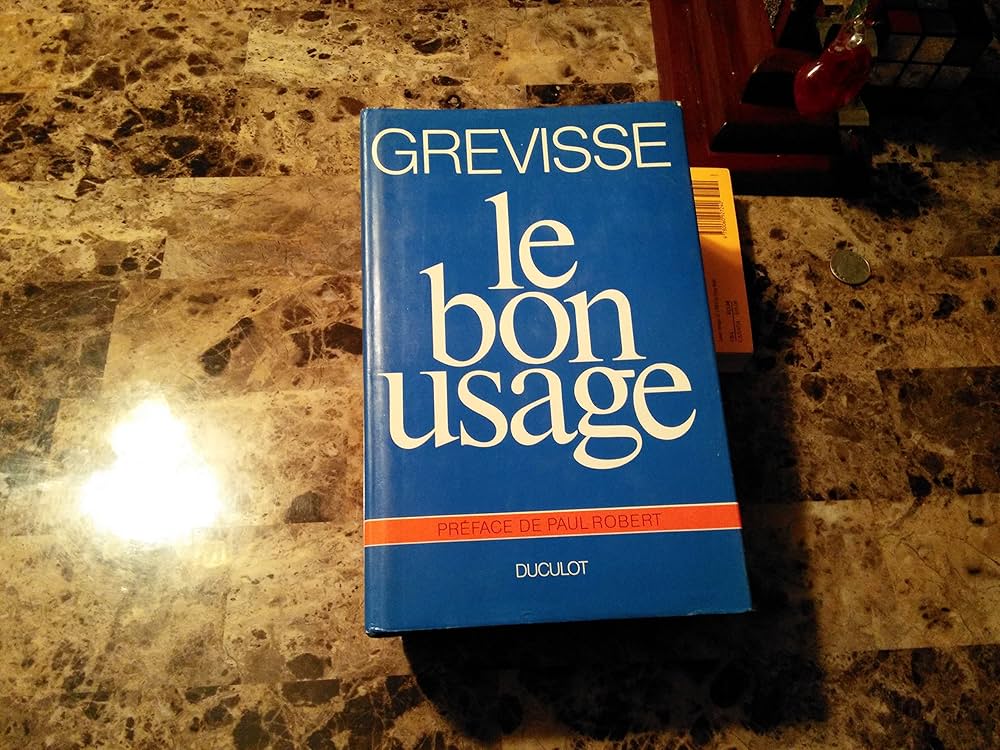 GREVISSE
le
bon
usage
PRÉFACE DE PAUL ROBERT
DUCULOT